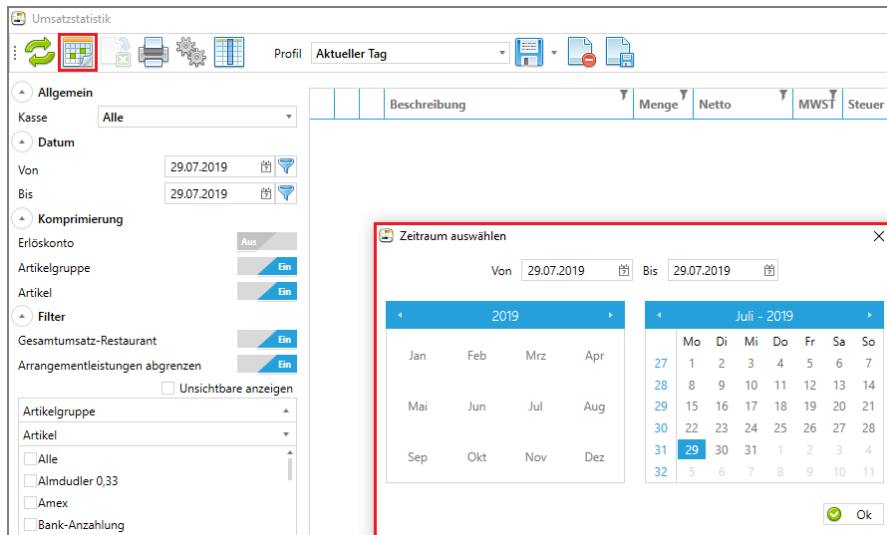 Umsatzstatistik
Profil Aktueller Tag
Allgemein
Kasse Alle
Datum
Von 29.07.2019
Bis 29.07.2019
Komprimierung
Erlöskonto Aus
Artikelgruppe Ein
Artikel Ein
Filter
Gesamtumsatz-Restaurant Ein
Arrangementleistungen abgrenzen Ein
Unsichtbare anzeigen
Artikelgruppe
Artikel
Alle
Almdudler 0,33
Amex
Bank-Anzahlung
Beschreibung Menge Netto MWST Steuer
Zeitraum auswählen
Von 29.07.2019 Bis 29.07.2019
2019
Jan Feb Mrz Apr
Mai Jun Jul Aug
Sep Okt Nov Dez
Juli - 2019
Mo Di Mi Do Fr Sa So
27 1 2 3 4 5 6 7
28 8 9 10 11 12 13 14
29 15 16 17 18 19 20 21
30 22 23 24 25 26 27 28
31 29 30 31 1 2 3 4
32 5 6 7 8 9 10 11
Ok